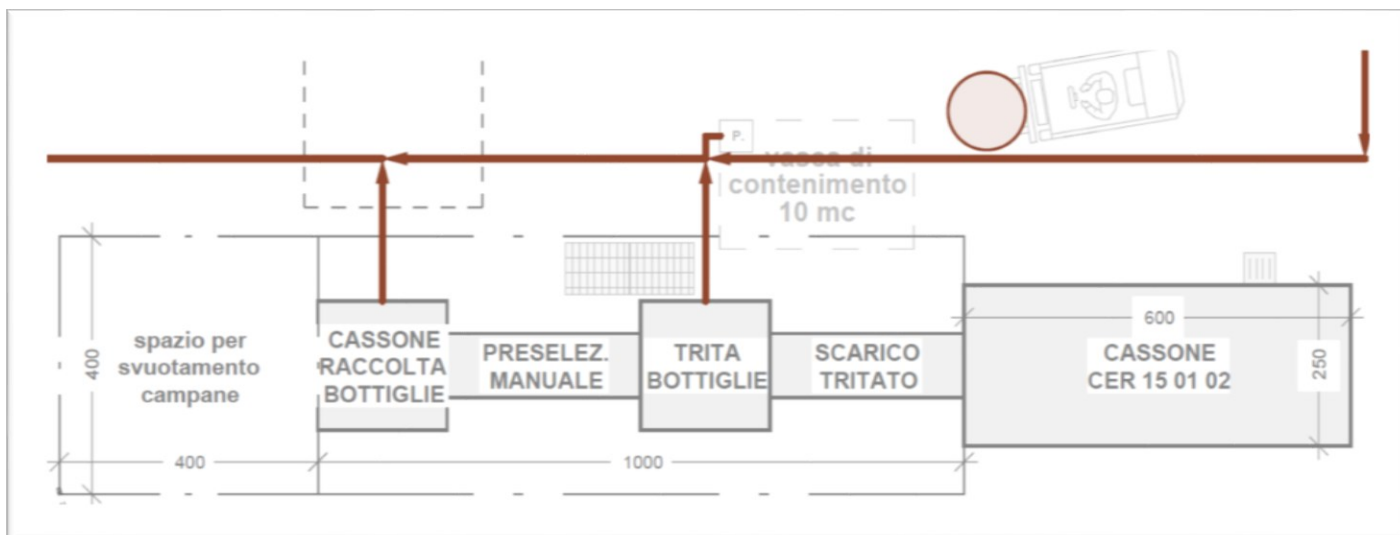 P.
vasca di
contenimento
10 mc
spazio per
svuotamento
campane
400
CASSONE
RACCOLTA
BOTTIGLIE
PRESELEZ.
MANUALE
TRITA
BOTTIGLIE
SCARICO
TRITATO
600
CASSONE
CER 15 01 02
250
400
1000